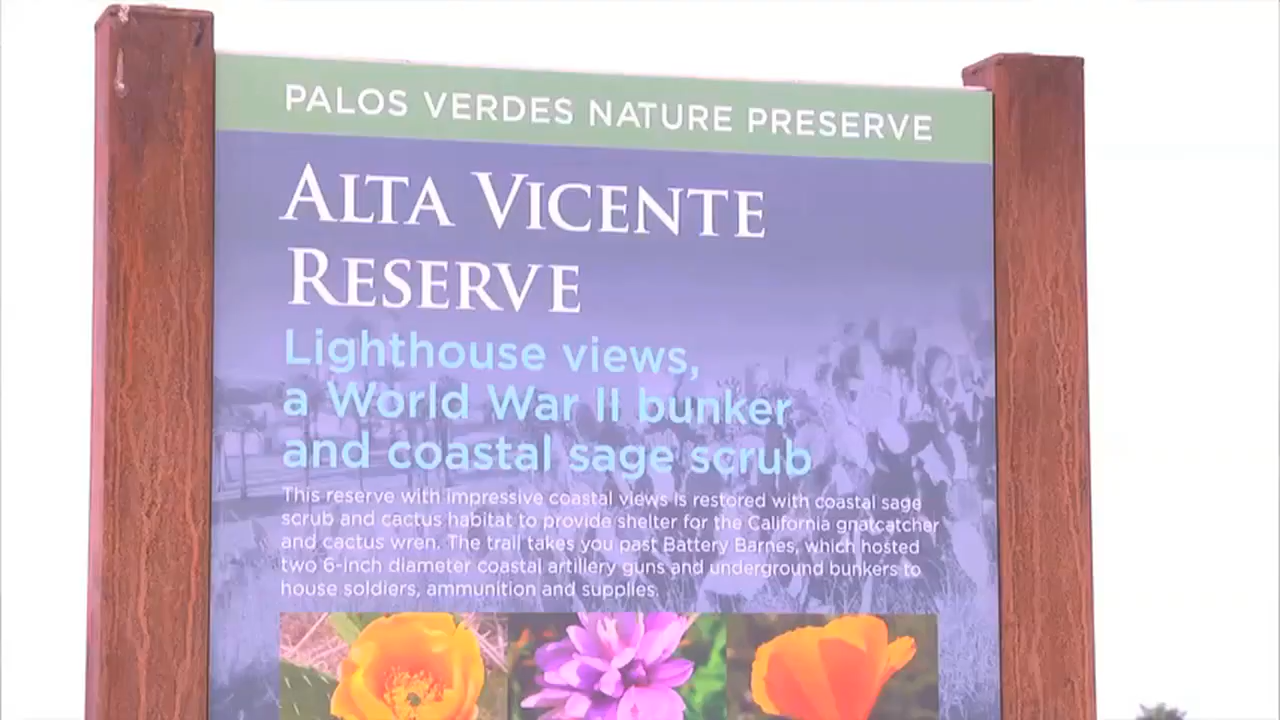 PALOS VERDES NATURE PRESERVE
ALTA VICENTE
RESERVE
Lighthouse views,
a World War II bunker
and coastal sage scrub
This reserve with impressive coastal views is restored with coastal sage
scrub and cactus habitat to provide shelter for the California gnatcatcher
and cactus wren. The trail takes you past Battery Barnes, which hosted
two 6-inch diameter coastal artillery guns and underground bunkers to
house soldiers, ammunition and supplies.